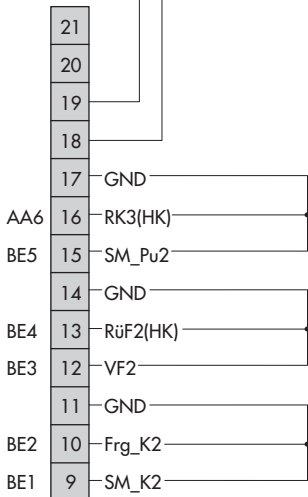 21
20
19
18
17 GND
AA6 16 RK3(HK)
BE5 15 SM_Pu2
14 GND
BE4 13 RüF2(HK)
BE3 12 VF2
11 GND
BE2 10 Frg_K2
BE1 9 SM_K2